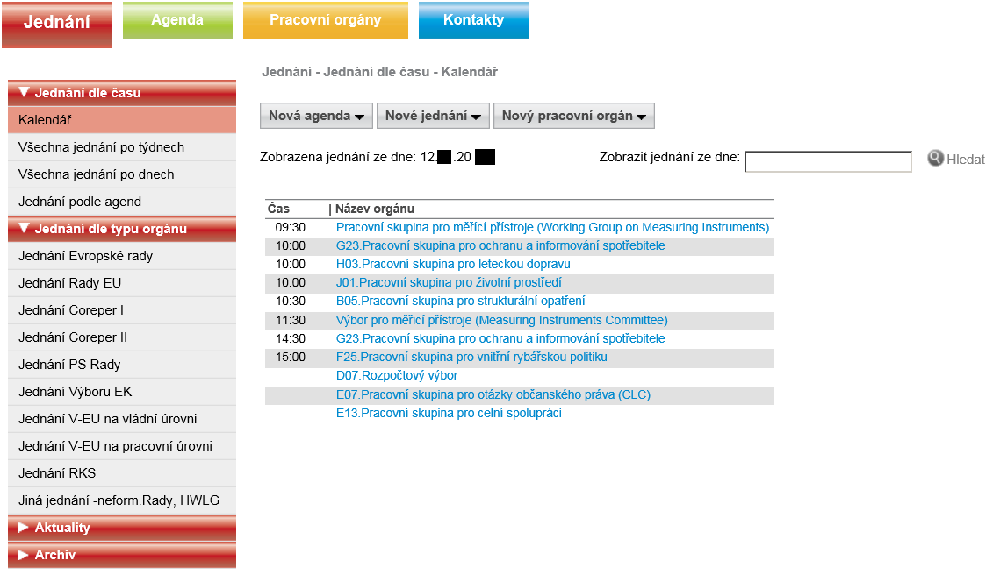 Jednání
Agenda
Pracovní orgány
Kontakty
Jednání - Jednání dle času - Kalendář
Jednání dle času
Kalendář
Všechna jednání po týdnech
Všechna jednání po dnech
Jednání podle agend
Jednání dle typu orgánu
Jednání Evropské rady
Jednání Rady EU
Jednání Coreper I
Jednání Coreper II
Jednání PS Rady
Jednání Výboru EK
Jednání V-EU na vládní úrovni
Jednání V-EU na pracovní úrovni
Jednání RKS
Jiná jednání -neform.Rady, HWLG
Aktuality
Archiv
Nová agenda
Nové jednání
Nový pracovní orgán
Zobrazena jednání ze dne: 12. .20
Zobrazit jednání ze dne:
Hledat
Čas | Název orgánu
09:30 Pracovní skupina pro měřící přístroje (Working Group on Measuring Instruments)
10:00 G23.Pracovní skupina pro ochranu a informování spotřebitele
10:00 H03.Pracovní skupina pro leteckou dopravu
10:00 J01.Pracovní skupina pro životní prostředí
10:30 B05.Pracovní skupina pro strukturální opatření
11:30 Výbor pro měřicí přístroje (Measuring Instruments Committee)
14:30 G23.Pracovní skupina pro ochranu a informování spotřebitele
15:00 F25.Pracovní skupina pro vnitřní rybářskou politiku
D07.Rozpočtový výbor
E07.Pracovní skupina pro otázky občanského práva (CLC)
E13.Pracovní skupina pro celní spolupráci